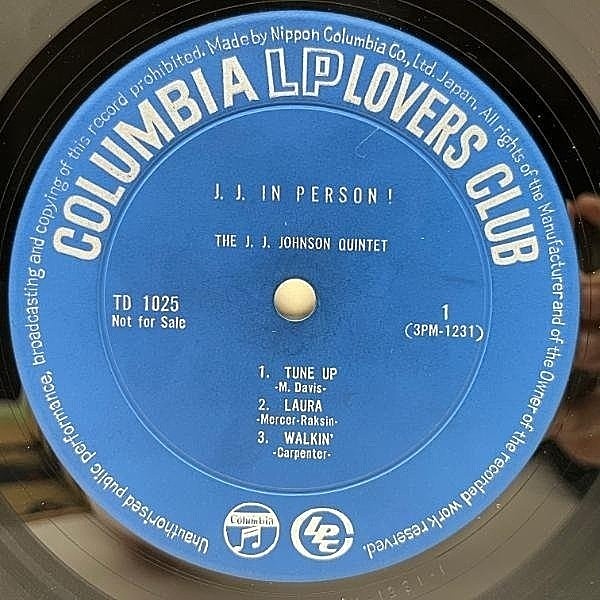 Unauthorised public performance, broadcasting and copying of this record prohibited. Made by Nippon Columbia Co., Ltd. Japan. All rights of the Manufacturer and of the Owner of the recorded work reserved.
COLUMBIA LP LOVERS CLUB
J. J. IN PERSON!
THE J. J. JOHNSON QUINTET
TD 1025 1
Not for Sale (3PM-1231)
1. TUNE UP
-M. Davis-
2. LAURA
-Mercer-Raksin-
3. WALKIN'
-Carpenter-
Columbia LPC